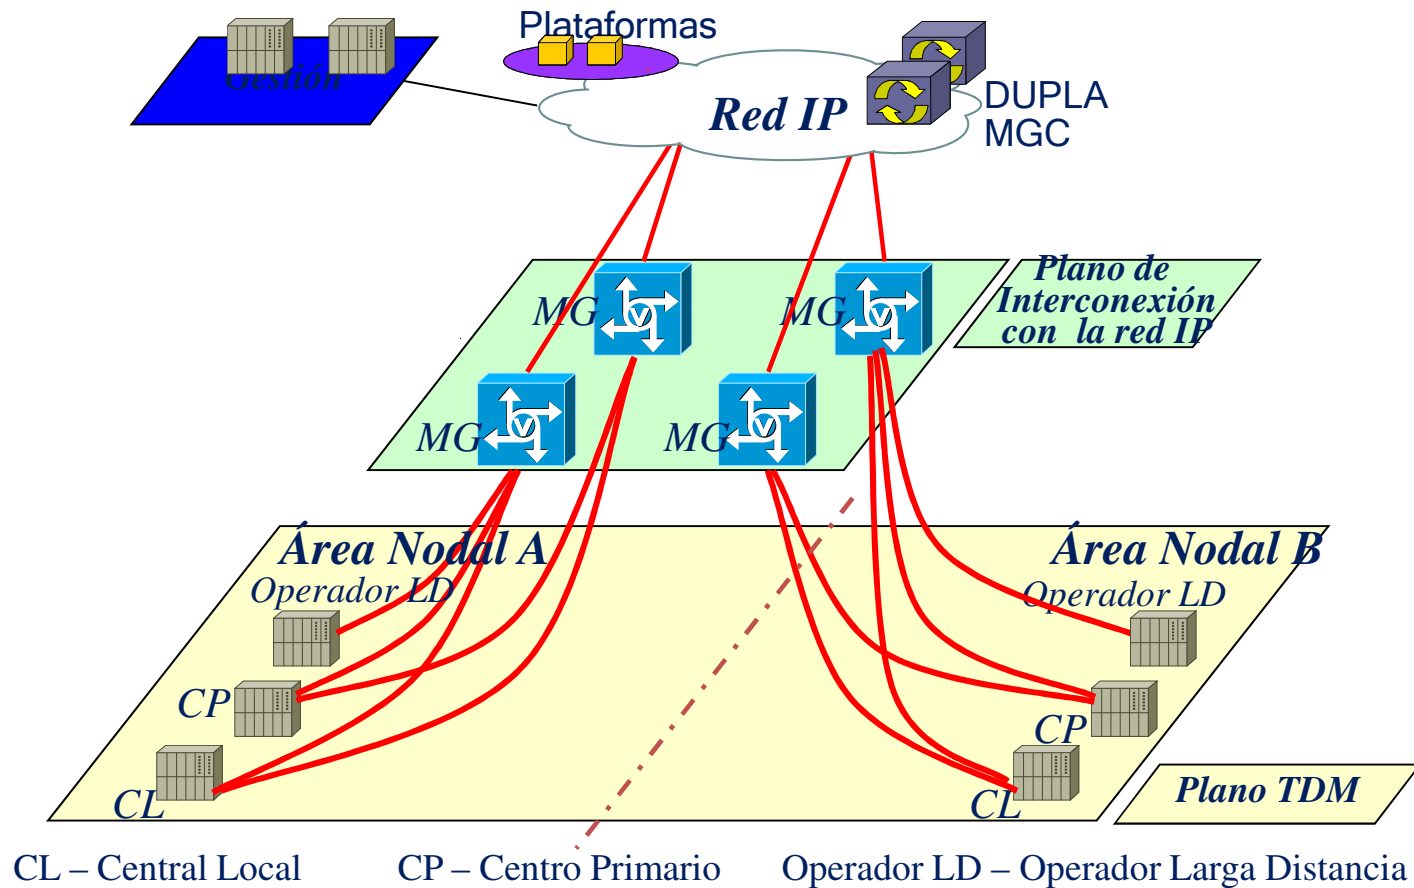 Plataformas
Gestión
Red IP
DUPLA
MGC
Plano de
Interconexión
con la red IP
MG
MG
MG
MG
Área Nodal A
Área Nodal B
Operador LD
Operador LD
CP
CP
CL
CL
Plano TDM
CL – Central Local
CP – Centro Primario
Operador LD – Operador Larga Distancia
V
V
V
V